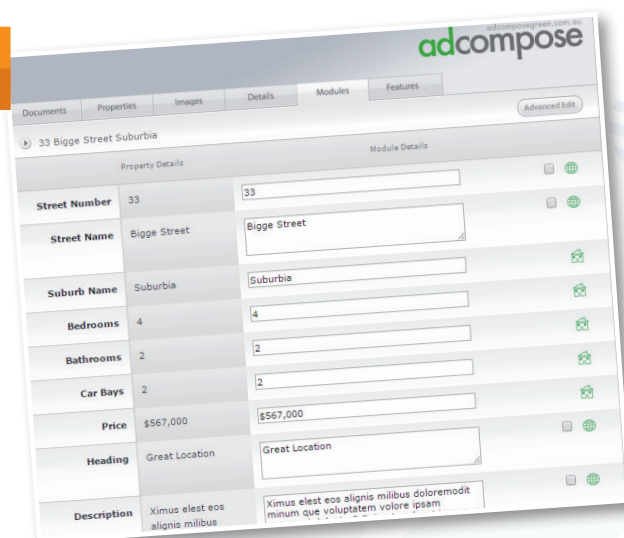 adcomposegreen.com.au
adcompose
Documents Properties Images Details Modules Features
33 Bigge Street Suburbia
Advanced Edit
Property Details Module Details
Street Number 33 33
Street Name Bigge Street Bigge Street
Suburb Name Suburbia Suburbia
Bedrooms 4 4
Bathrooms 2 2
Car Bays 2 2
Price $567,000 $567,000
Heading Great Location Great Location
Description Ximus elest eos Ximus elest eos alignis milibus doloremodit
alignis milibus minum que voluptatem volore ipsam